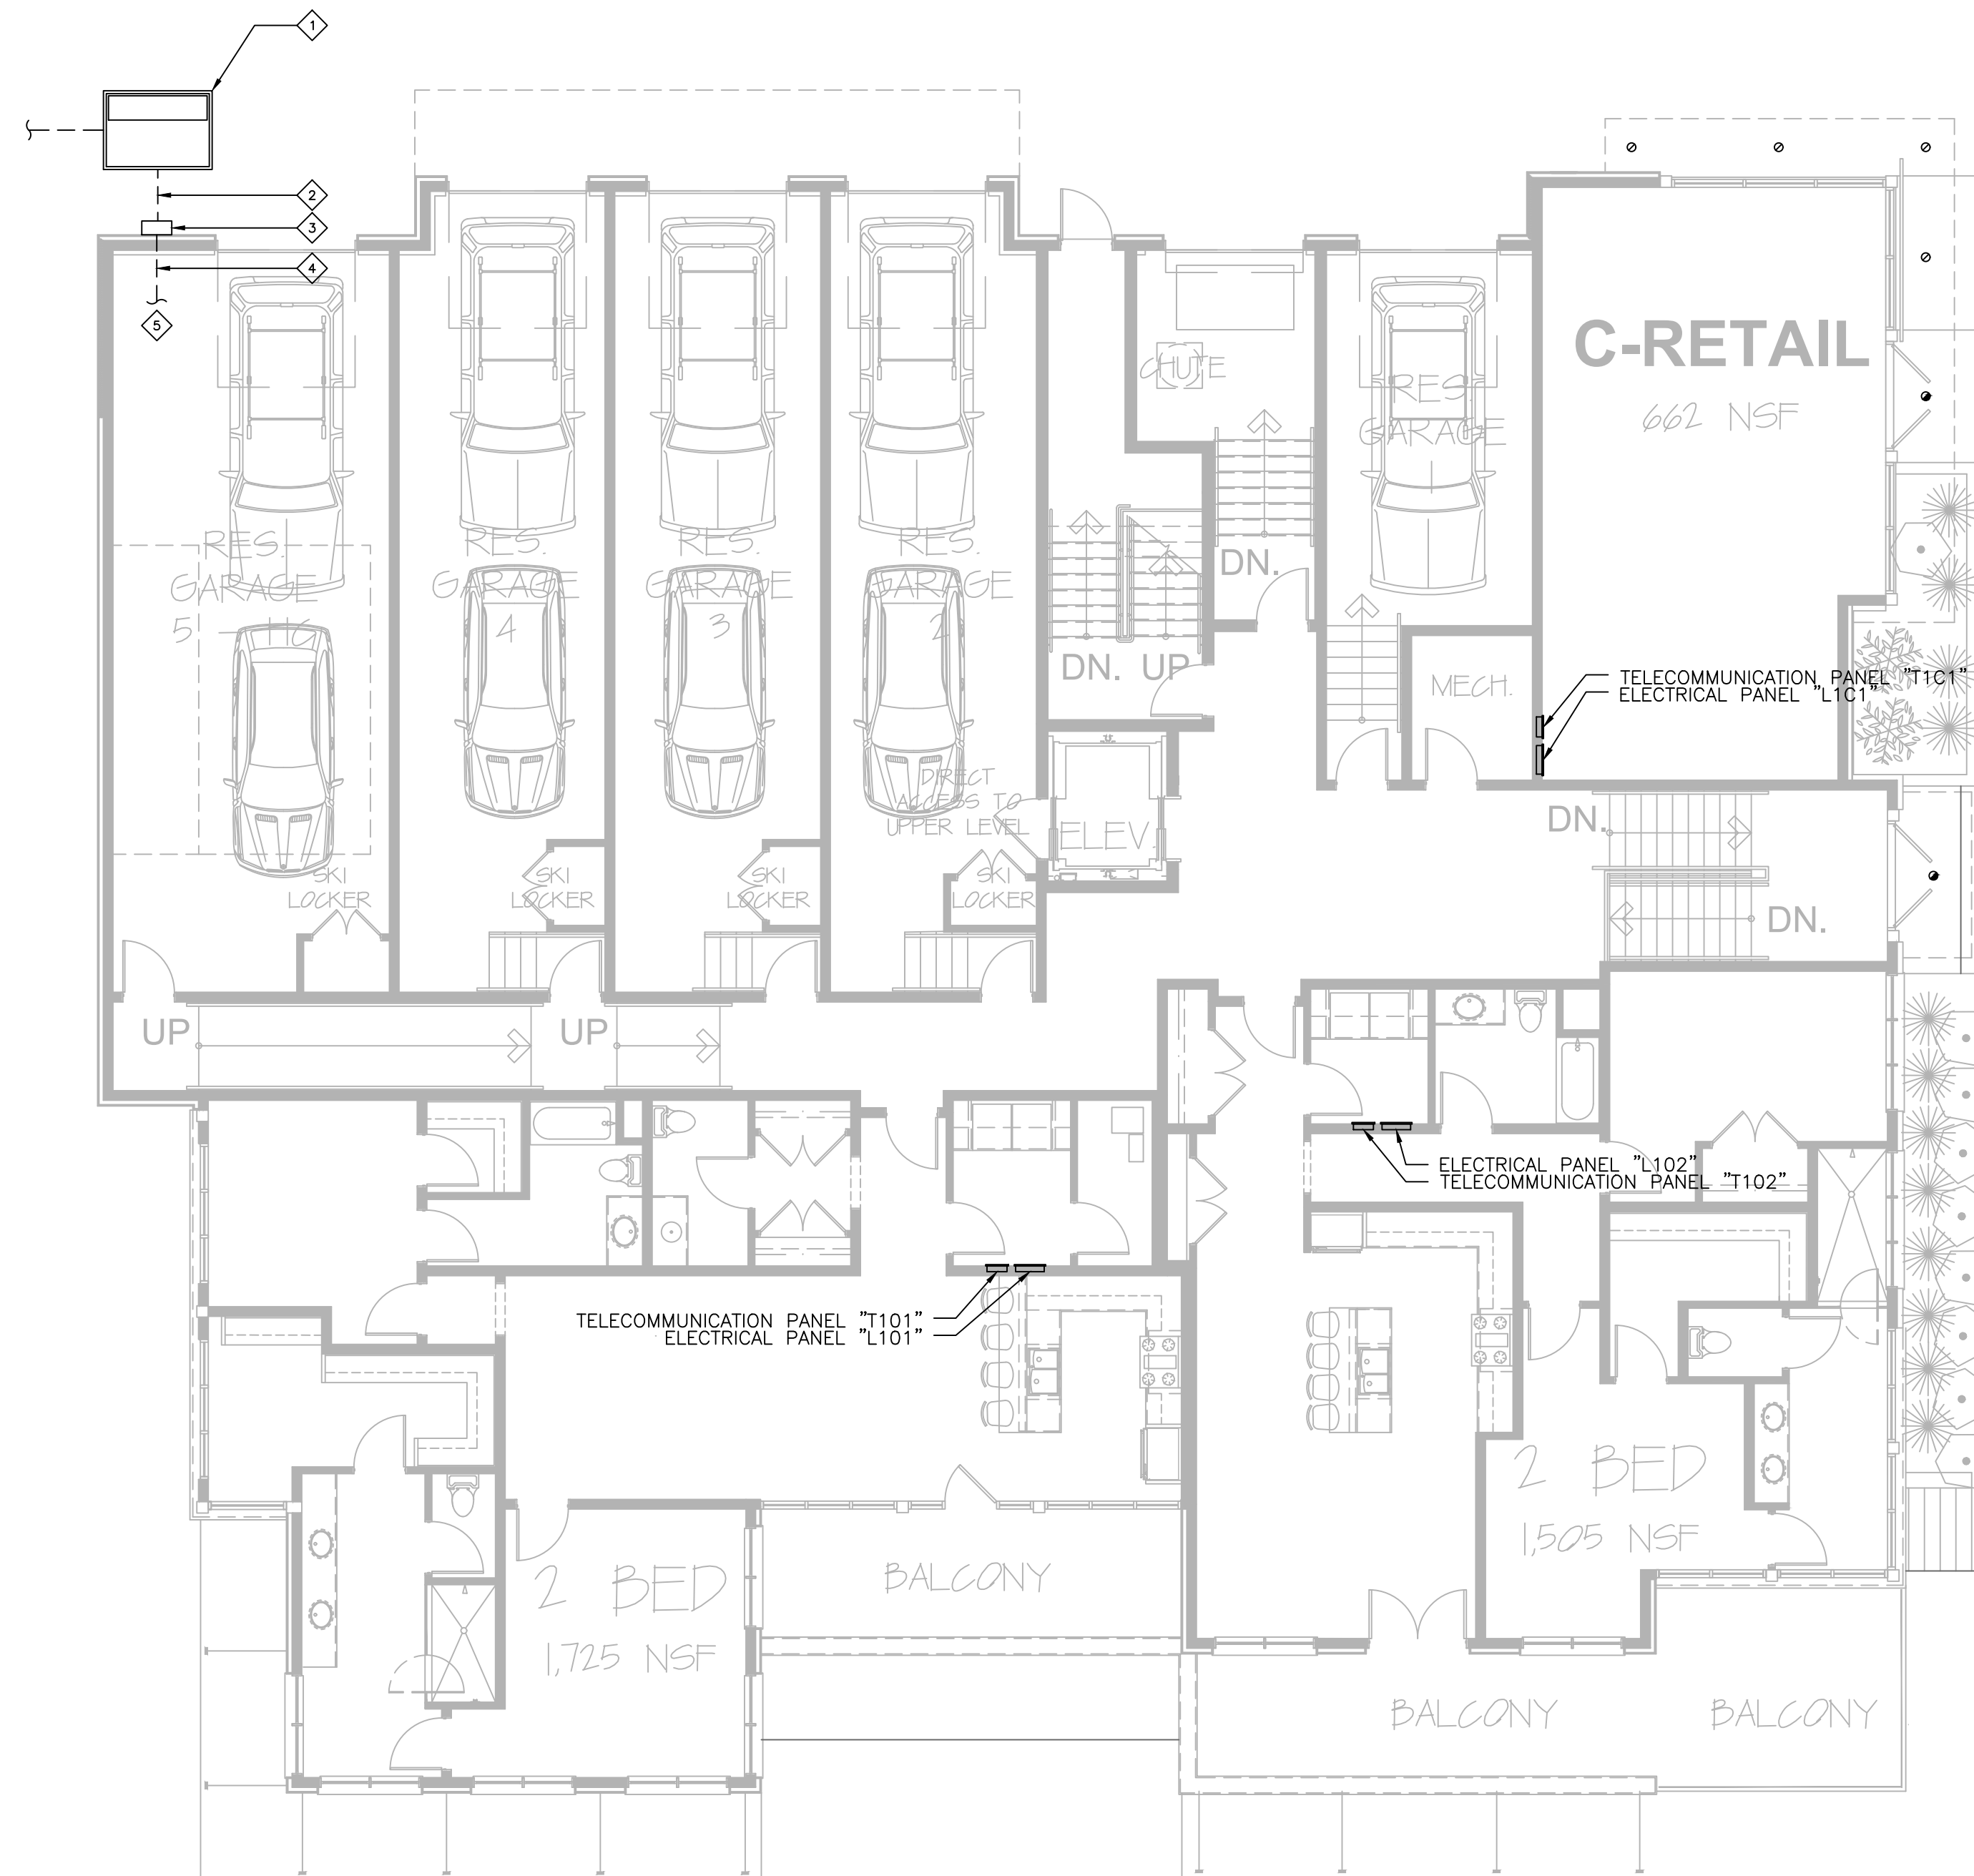 1
2
3
4
5
C-RETAIL
662 NSF
CHUTE
RES.
GARAGE
RES.
GARAGE
5 - HC
RES.
GARAGE
4
RES.
GARAGE
3
RES.
GARAGE
2
DN.
DN. UP
MECH.
TELECOMMUNICATION PANEL "T1C1"
ELECTRICAL PANEL "L1C1"
DIRECT
ACCESS TO
UPPER LEVEL
ELEV.
DN.
DN.
SKI
LOCKER
SKI
LOCKER
SKI
LOCKER
SKI
LOCKER
UP
UP
ELECTRICAL PANEL "L102"
TELECOMMUNICATION PANEL "T102"
TELECOMMUNICATION PANEL "T101"
ELECTRICAL PANEL "L101"
2 BED
1,505 NSF
2 BED
1,725 NSF
BALCONY
BALCONY
BALCONY